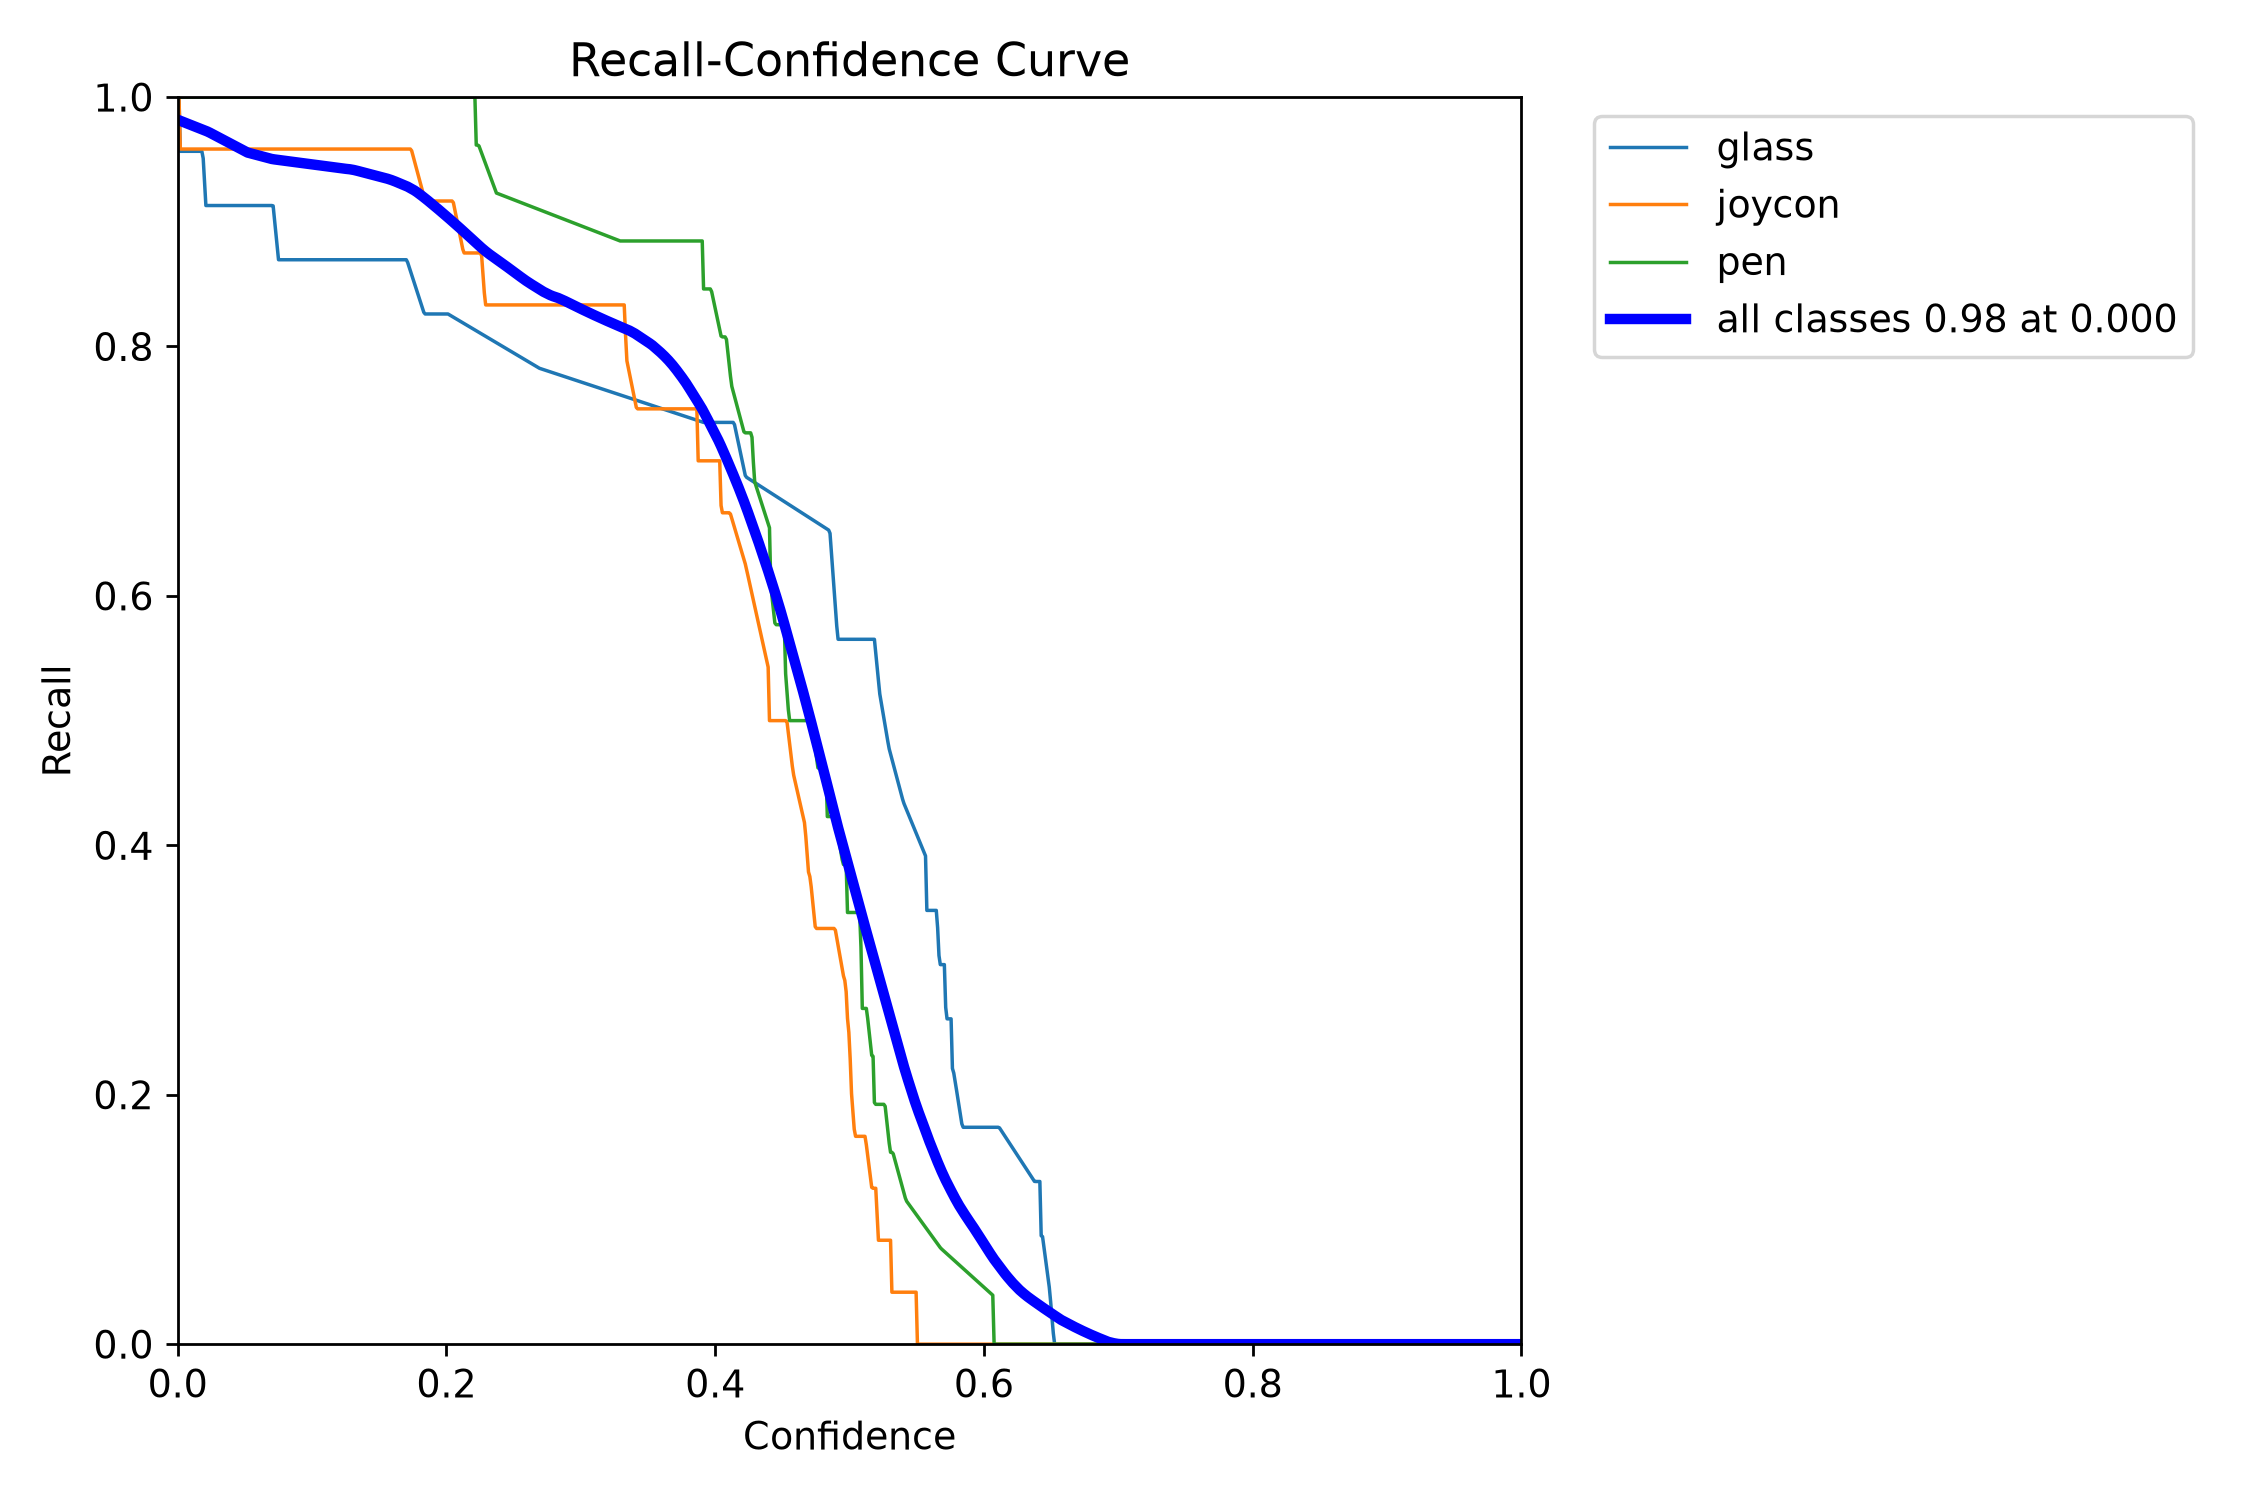 Recall-Confidence Curve
1.0
0.8
0.6
0.4
0.2
0.0
Recall
0.0 0.2 0.4 0.6 0.8 1.0
Confidence
glass
joycon
pen
all classes 0.98 at 0.000